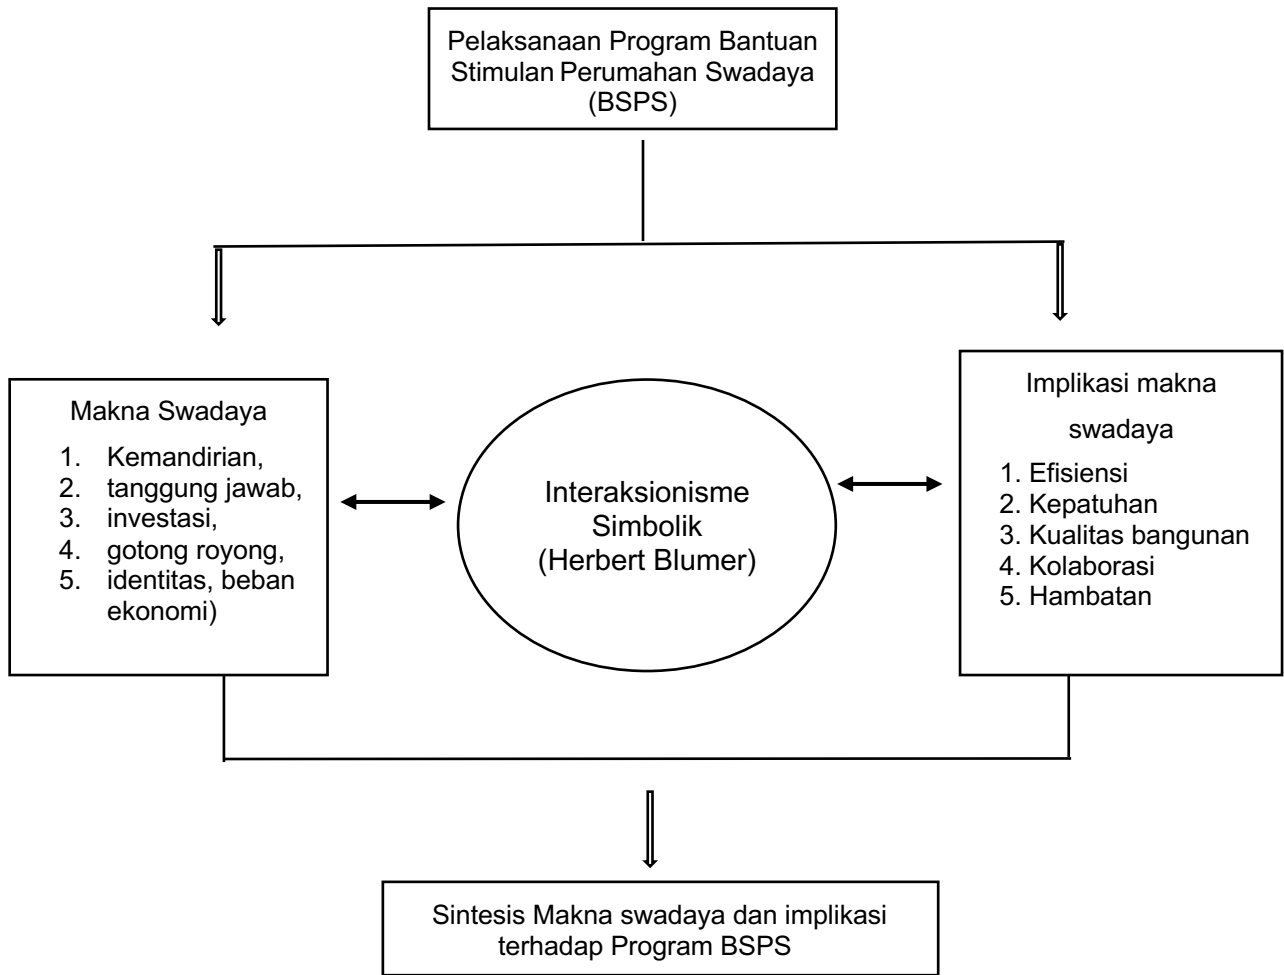 Pelaksanaan Program Bantuan
Stimulan Perumahan Swadaya
(BSPS)
Makna Swadaya
1. Kemandirian,
2. tanggung jawab,
3. investasi,
4. gotong royong,
5. identitas, beban
ekonomi)
Interaksionisme
Simbolik
(Herbert Blumer)
Implikasi makna
swadaya
1. Efisiensi
2. Kepatuhan
3. Kualitas bangunan
4. Kolaborasi
5. Hambatan
Sintesis Makna swadaya dan implikasi
terhadap Program BSPS